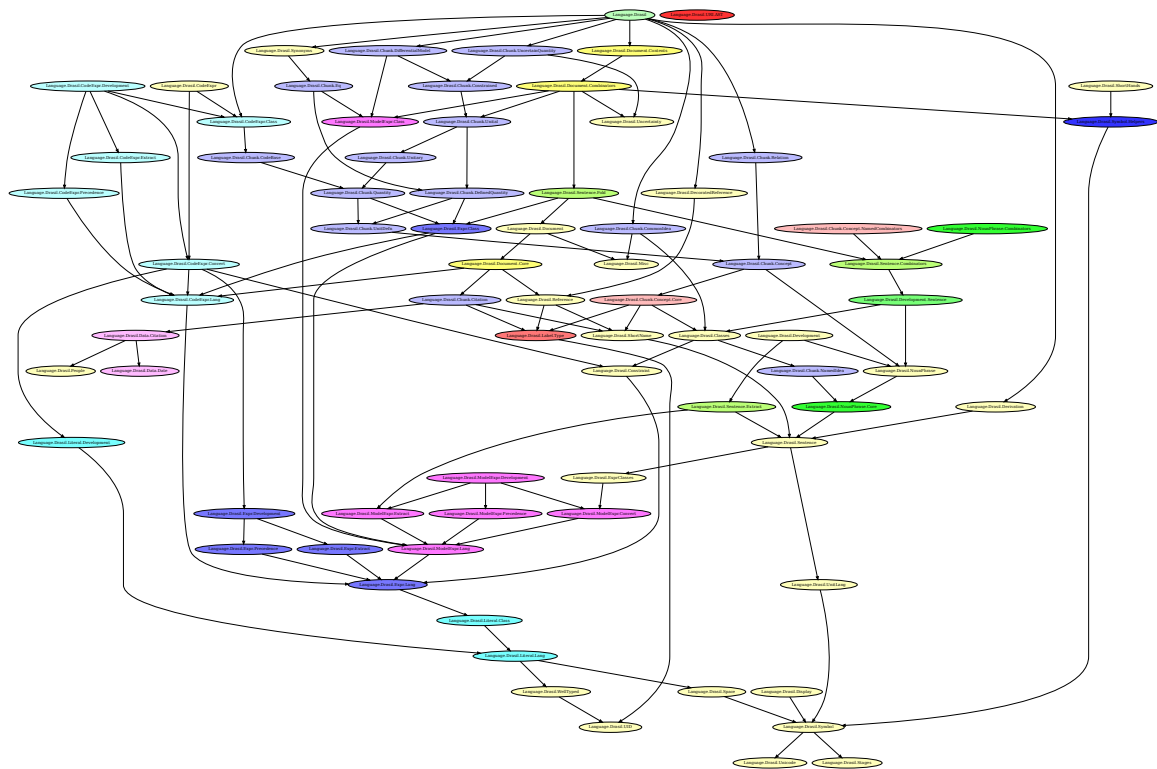 Language.Drasil
Language.Drasil.Synonyms
Language.Drasil.Chunk.DifferentialModel
Language.Drasil.Chunk.UncertainQuantity
Language.Drasil.Document.Contents
Language.Drasil.CodeExpr.Development
Language.Drasil.CodeExpr
Language.Drasil.Chunk.Eq
Language.Drasil.Document.Combinators
Language.Drasil.ShortHands
Language.Drasil.CodeExpr.Class
Language.Drasil.ModelExpr.Class
Language.Drasil.Chunk.Unital
Language.Drasil.Uncertainty
Language.Drasil.CodeExpr.Extract
Language.Drasil.Chunk.CodeBase
Language.Drasil.Chunk.Unitary
Language.Drasil.Chunk.Relation
Language.Drasil.CodeExpr.Precedence
Language.Drasil.Chunk.Quantity
Language.Drasil.Chunk.DefinedQuantity
Language.Drasil.Sentence.Fold
Language.Drasil.DecoratedReference
Language.Drasil.Chunk.UnitDefn
Language.Drasil.Expr.Class
Language.Drasil.Document
Language.Drasil.Chunk.CommonIdea
Language.Drasil.Chunk.Concept.NamedCombinators
Language.Drasil.NounPhrase.Combinators
Language.Drasil.CodeExpr.Convert
Language.Drasil.Document.Core
Language.Drasil.Misc
Language.Drasil.Chunk.Concept
Language.Drasil.Sentence.Combinators
Language.Drasil.CodeExpr.Lang
Language.Drasil.Chunk.Citation
Language.Drasil.Reference
Language.Drasil.Chunk.Concept.Core
Language.Drasil.Development.Sentence
Language.Drasil.Data.Citation
Language.Drasil.Label.Type
Language.Drasil.ShortName
Language.Drasil.Classes
Language.Drasil.Development
Language.Drasil.People
Language.Drasil.Data.Date
Language.Drasil.Constraint
Language.Drasil.Chunk.NamedIdea
Language.Drasil.NounPhrase
Language.Drasil.Sentence.Extract
Language.Drasil.NounPhrase.Core
Language.Drasil.Derivation
Language.Drasil.Literal.Development
Language.Drasil.Sentence
Language.Drasil.ModelExpr.Development
Language.Drasil.ExprClasses
Language.Drasil.Expr.Development
Language.Drasil.ModelExpr.Extract
Language.Drasil.ModelExpr.Precedence
Language.Drasil.ModelExpr.Convert
Language.Drasil.Expr.Precedence
Language.Drasil.Expr.Extract
Language.Drasil.ModelExpr.Lang
Language.Drasil.Expr.Lang
Language.Drasil.UnitLang
Language.Drasil.Literal.Class
Language.Drasil.Literal.Lang
Language.Drasil.WellTyped
Language.Drasil.Space
Language.Drasil.Display
Language.Drasil.UID
Language.Drasil.Symbol
Language.Drasil.Unicode
Language.Drasil.Stages